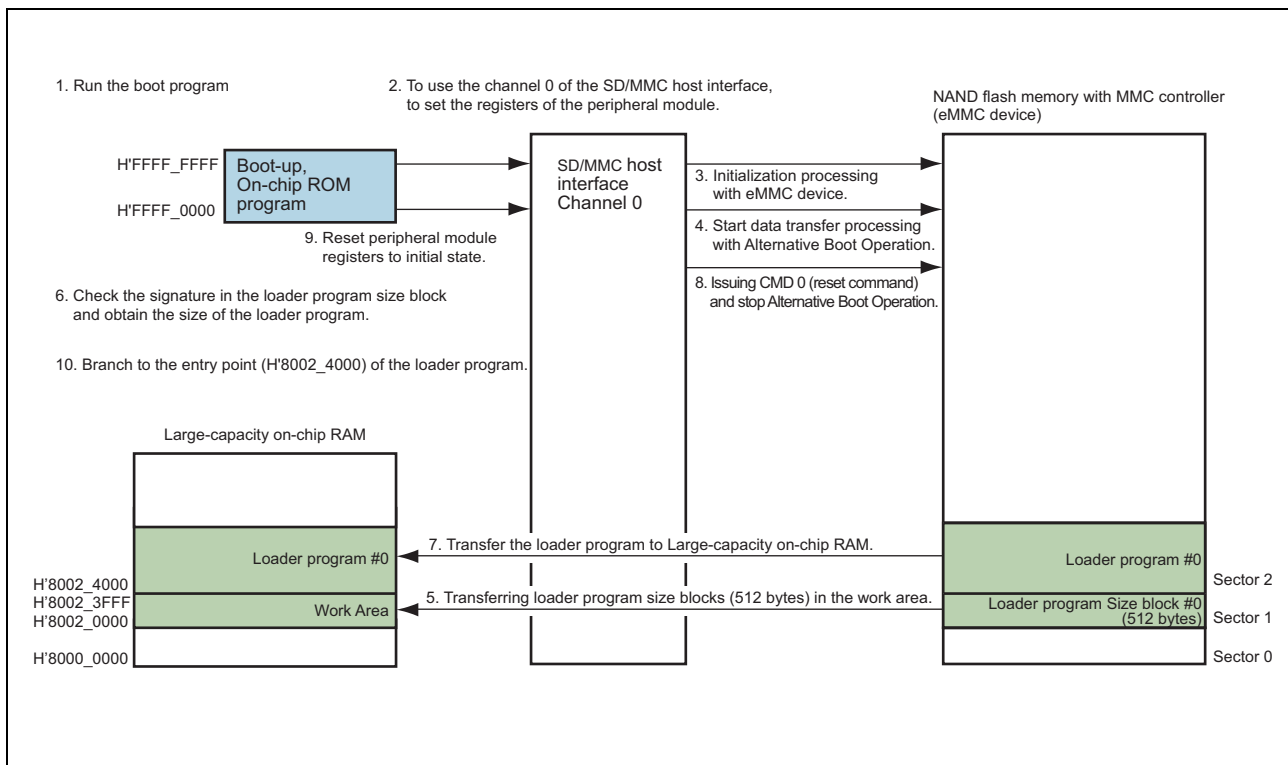 1. Run the boot program
2. To use the channel 0 of the SD/MMC host interface,
to set the registers of the peripheral module.
NAND flash memory with MMC controller
(eMMC device)
H'FFFF_FFFF
H'FFFF_0000
Boot-up,
On-chip ROM
program
SD/MMC host
interface
Channel 0
3. Initialization processing
with eMMC device.
4. Start data transfer processing
with Alternative Boot Operation.
9. Reset peripheral module
registers to initial state.
8. Issuing CMD 0 (reset command)
and stop Alternative Boot Operation.
6. Check the signature in the loader program size block
and obtain the size of the loader program.
10. Branch to the entry point (H'8002_4000) of the loader program.
Large-capacity on-chip RAM
7. Transfer the loader program to Large-capacity on-chip RAM.
Loader program #0
Loader program #0
H'8002_4000
Sector 2
H'8002_3FFF
H'8002_0000
Work Area
5. Transferring loader program size blocks (512 bytes) in the work area.
Loader program Size block #0
(512 bytes)
Sector 1
H'8000_0000
Sector 0